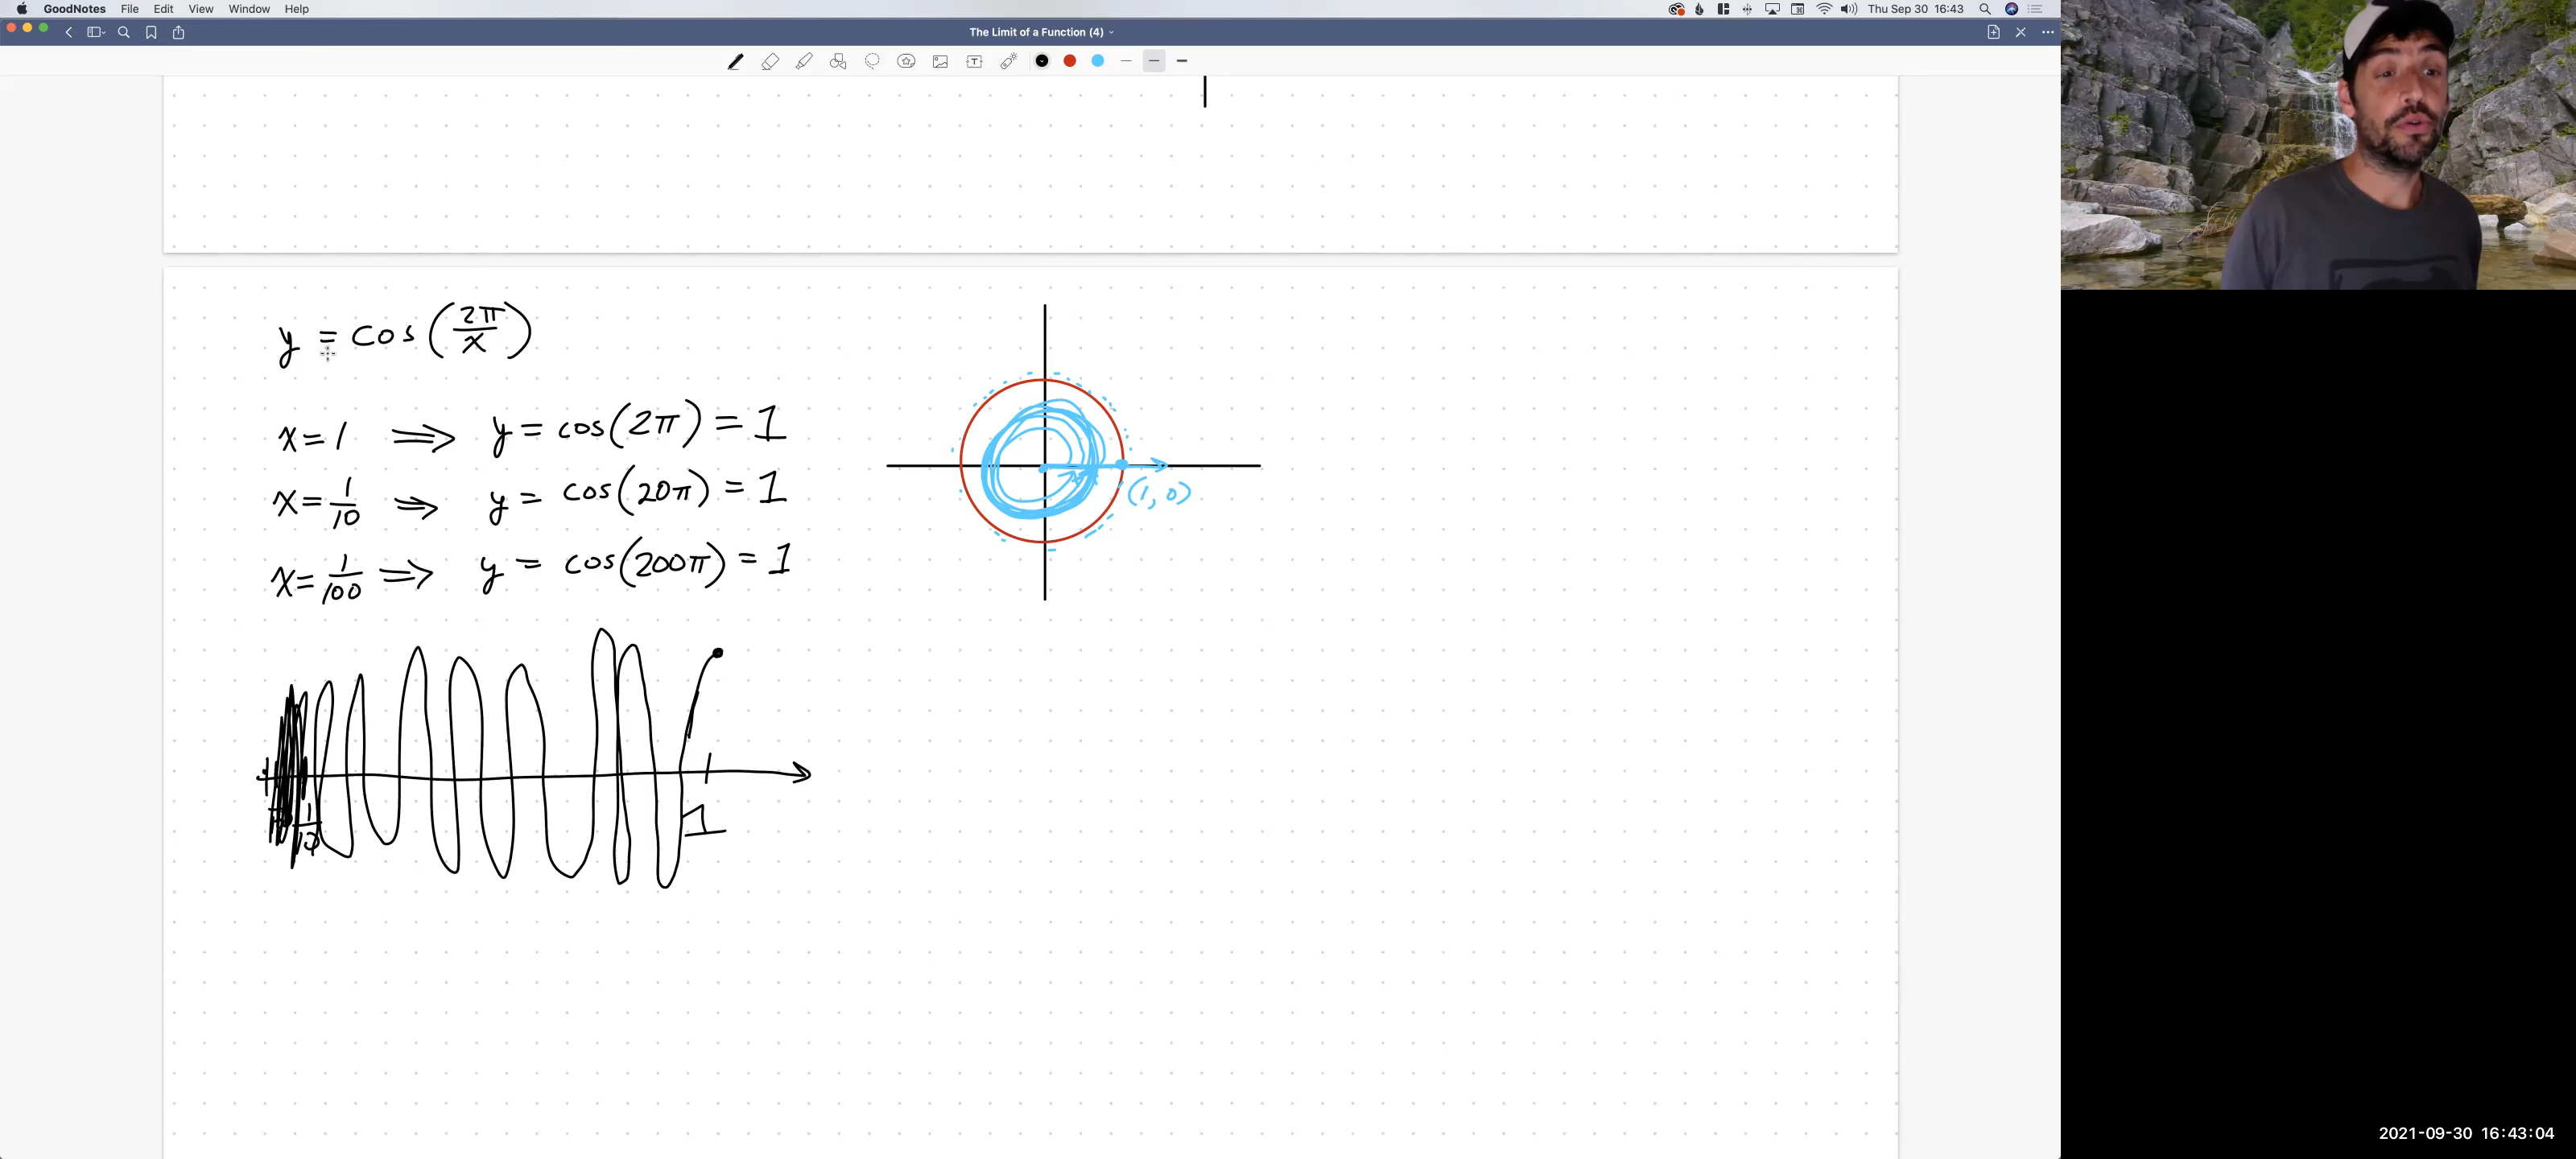 GoodNotes File Edit View Window Help Thu Sep 30 16:43
The Limit of a Function (4)
T
y = cos(2π/x)
x = 1 ⟹ y = cos(2π) = 1
x = 1/10 ⟹ y = cos(20π) = 1
x = 1/100 ⟹ y = cos(200π) = 1
(1, 0)
1
2021-09-30 16:43:04